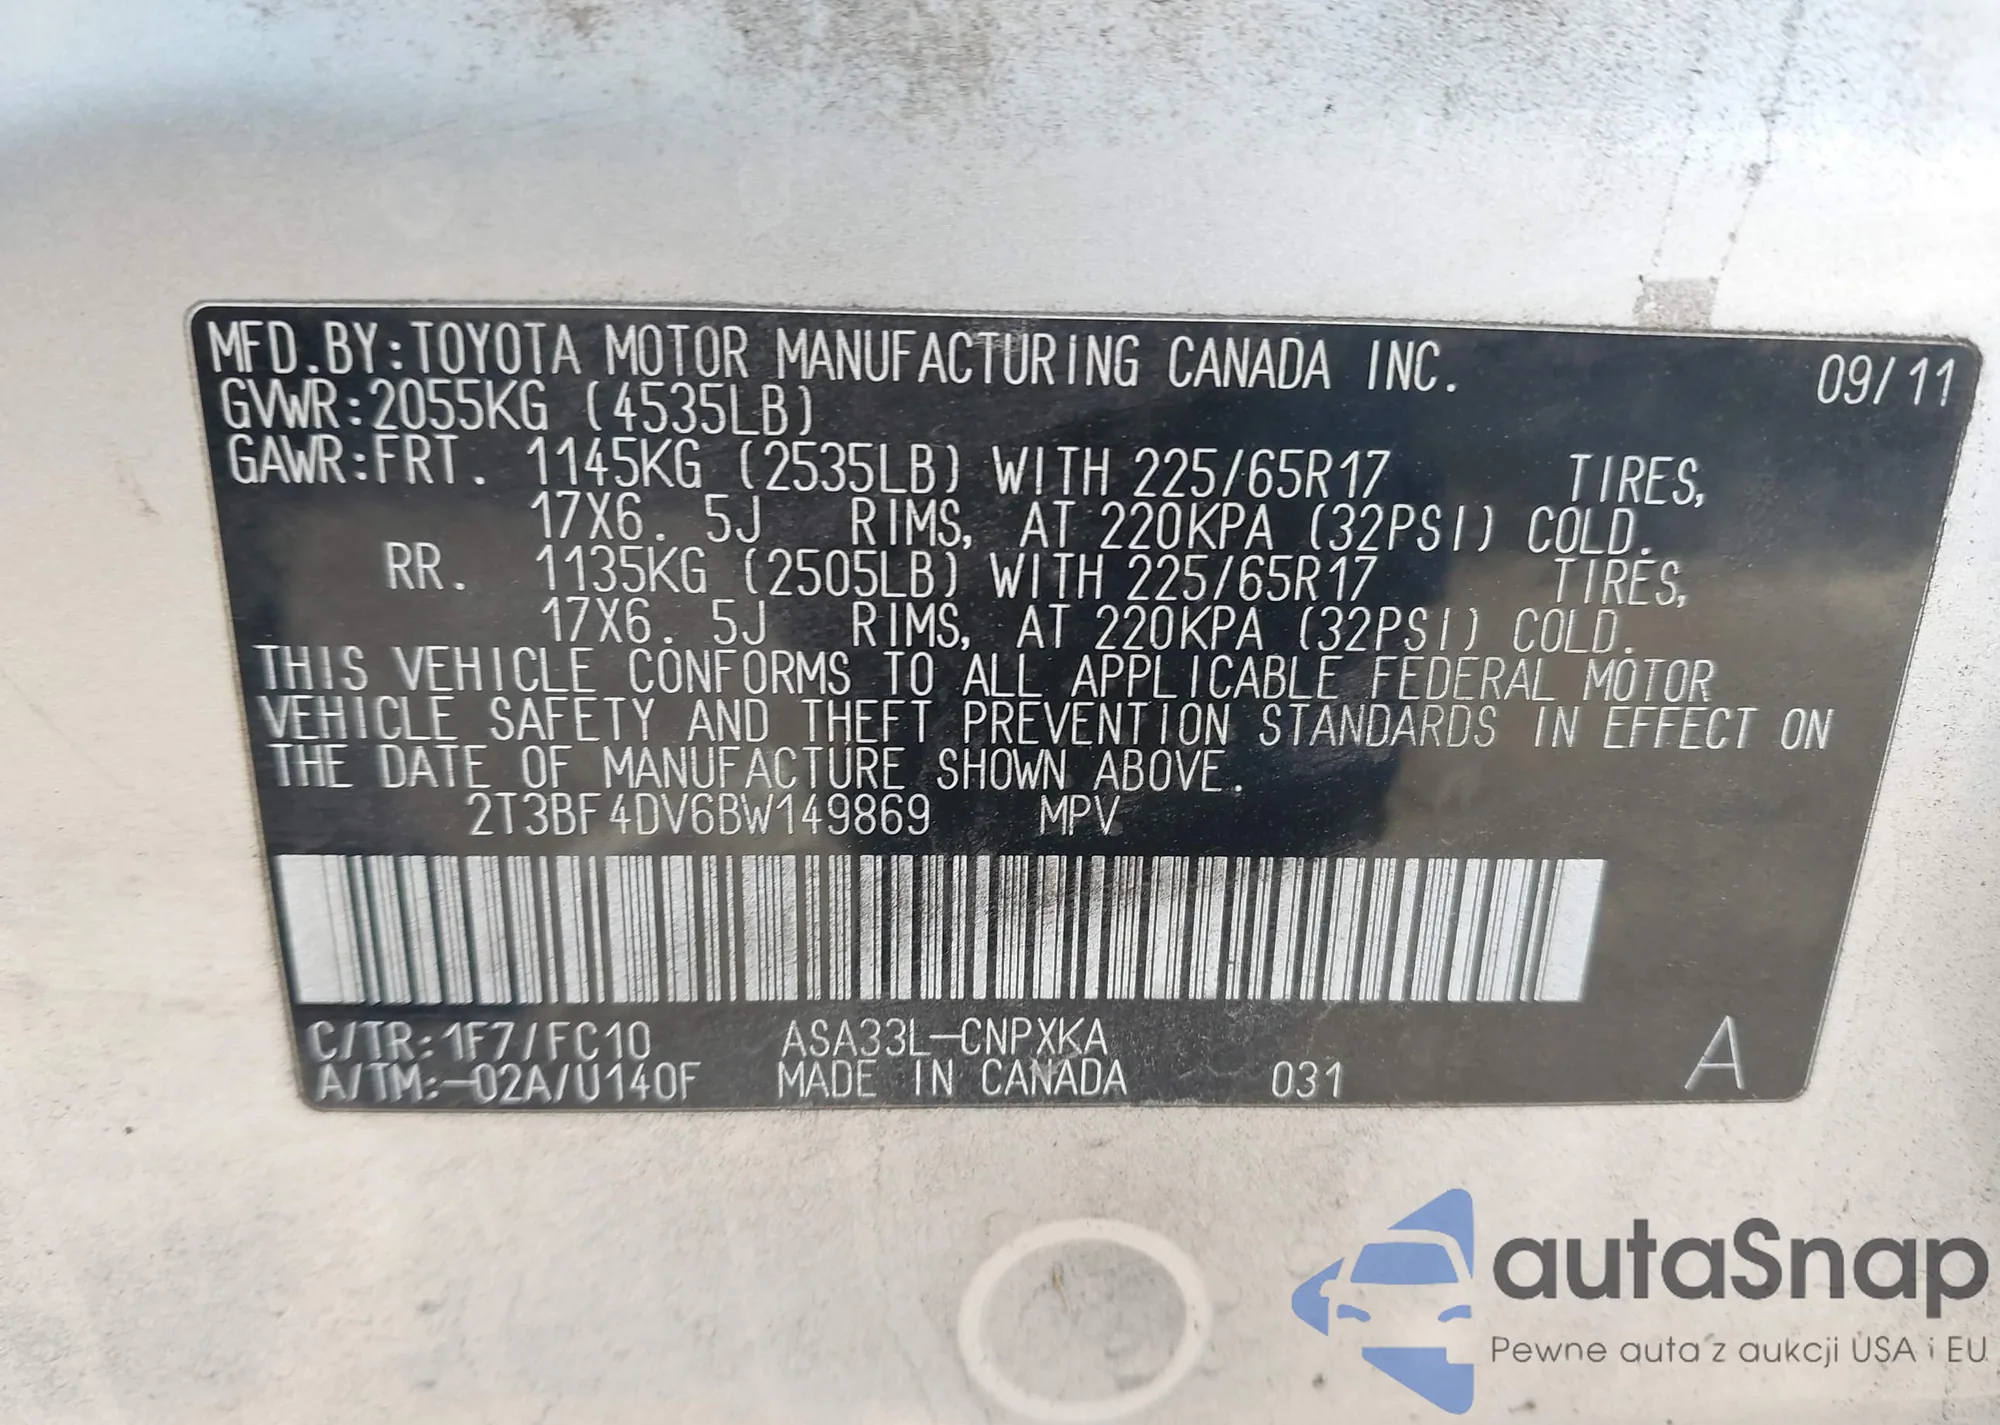 MFD.BY:TOYOTA MOTOR MANUFACTURING CANADA INC. 09/11
GVWR:2055KG (4535LB)
GAWR:FRT. 1145KG (2535LB) WITH 225/65R17 TIRES,
17X6.5J RIMS, AT 220KPA (32PSI) COLD.
RR. 1135KG (2505LB) WITH 225/65R17 TIRES,
17X6.5J RIMS, AT 220KPA (32PSI) COLD.
THIS VEHICLE CONFORMS TO ALL APPLICABLE FEDERAL MOTOR
VEHICLE SAFETY AND THEFT PREVENTION STANDARDS IN EFFECT ON
THE DATE OF MANUFACTURE SHOWN ABOVE.
2T3BF4DV6BW149869 MPV
C/TR:1F7/FC10 ASA33L-CNPXKA A
A/TM:-02A/U140F MADE IN CANADA 031
autaSnap
Pewne auta z aukcji USA i EU